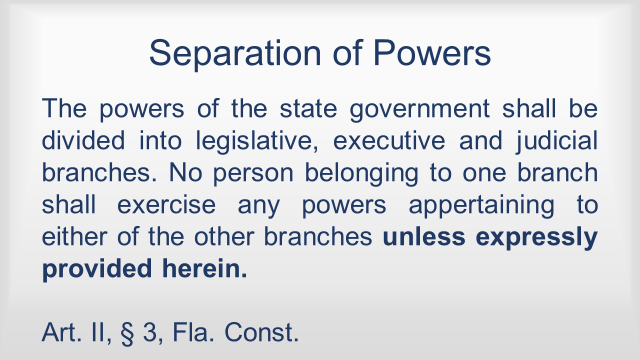 Separation of Powers
The powers of the state government shall be
divided into legislative, executive and judicial
branches. No person belonging to one branch
shall exercise any powers appertaining to
either of the other branches unless expressly
provided herein.
Art. II, § 3, Fla. Const.